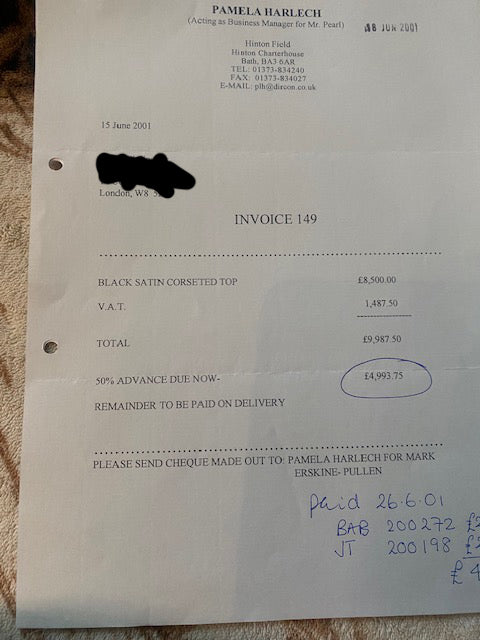 PAMELA HARLECH
(Acting as Business Manager for Mr. Pearl)
18 JUN 2001
Hinton Field
Hinton Charterhouse
Bath, BA3 6AR
TEL: 01373-834240
FAX: 01373-834027
E-MAIL: plh@dircon.co.uk
15 June 2001
London, W8
INVOICE 149
BLACK SATIN CORSETED TOP £8,500.00
V.A.T. 1,487.50
TOTAL £9,987.50
50% ADVANCE DUE NOW- £4,993.75
REMAINDER TO BE PAID ON DELIVERY
PLEASE SEND CHEQUE MADE OUT TO: PAMELA HARLECH FOR MARK
ERSKINE- PULLEN
Paid 26.6.01
BAB 200272 £2
JT 200198 £2
£4